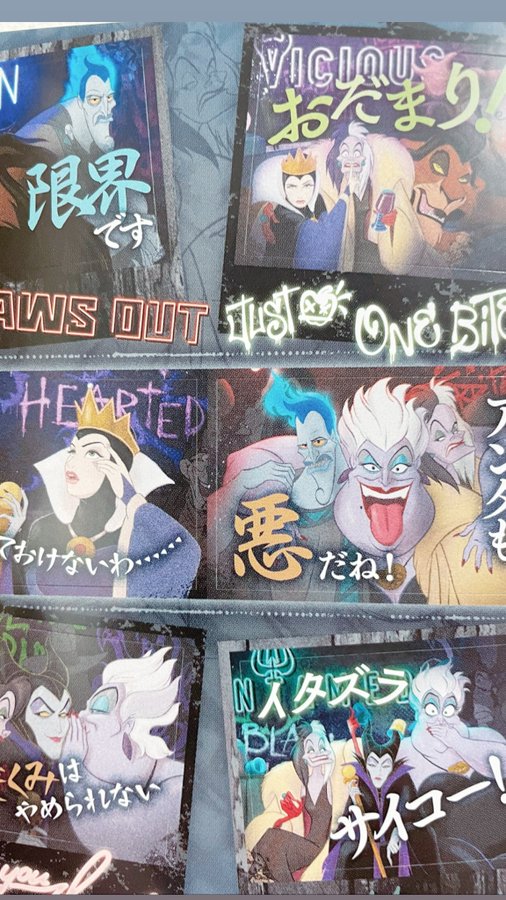 N
限界
です
VICIOUS
おだまり!
AWS OUT
JUST ONE BITE
HEARTED
ておけないわ……
アンタも
悪だね!
くみは
やめられない
you
イタズラ
サイコー!